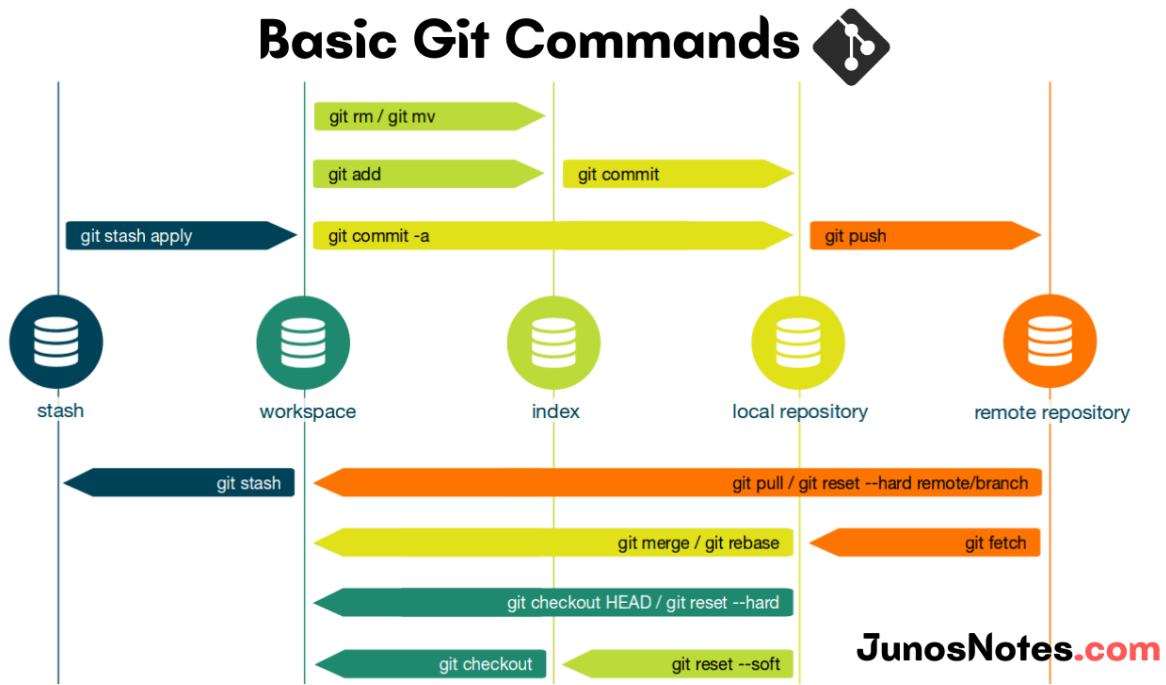 Basic Git Commands
git rm / git mv
git add
git commit
git stash apply
git commit -a
git push
stash
workspace
index
local repository
remote repository
git stash
git pull / git reset --hard remote/branch
git merge / git rebase
git fetch
git checkout HEAD / git reset --hard
git checkout
git reset --soft
JunosNotes.com